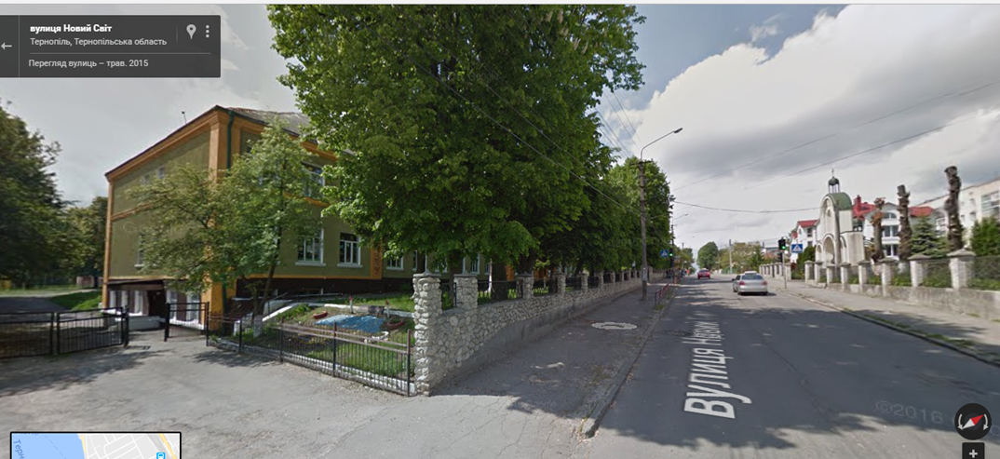 вулиця Новий Світ
Тернопіль, Тернопільська область
Перегляд вулиць – трав. 2015
вулиця
©2016